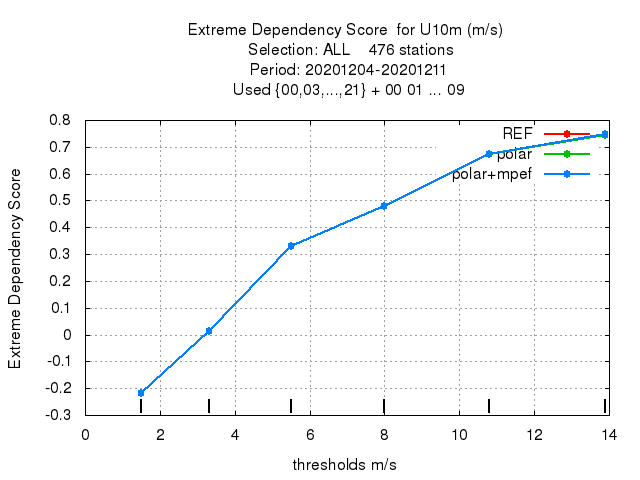 Extreme Dependency Score  for U10m (m/s)
Selection: ALL    476 stations
Period: 20201204-20201211
Used {00,03,...,21} + 00 01 ... 09
Extreme Dependency Score
0.8
0.7
0.6
0.5
0.4
0.3
0.2
0.1
0
-0.1
-0.2
-0.3
REF
polar
polar+mpef
0 2 4 6 8 10 12 14
thresholds m/s